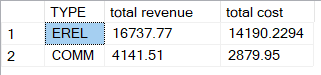 TYPE total revenue total cost
1 EREL 16737.77 14190.2294
2 COMM 4141.51 2879.95